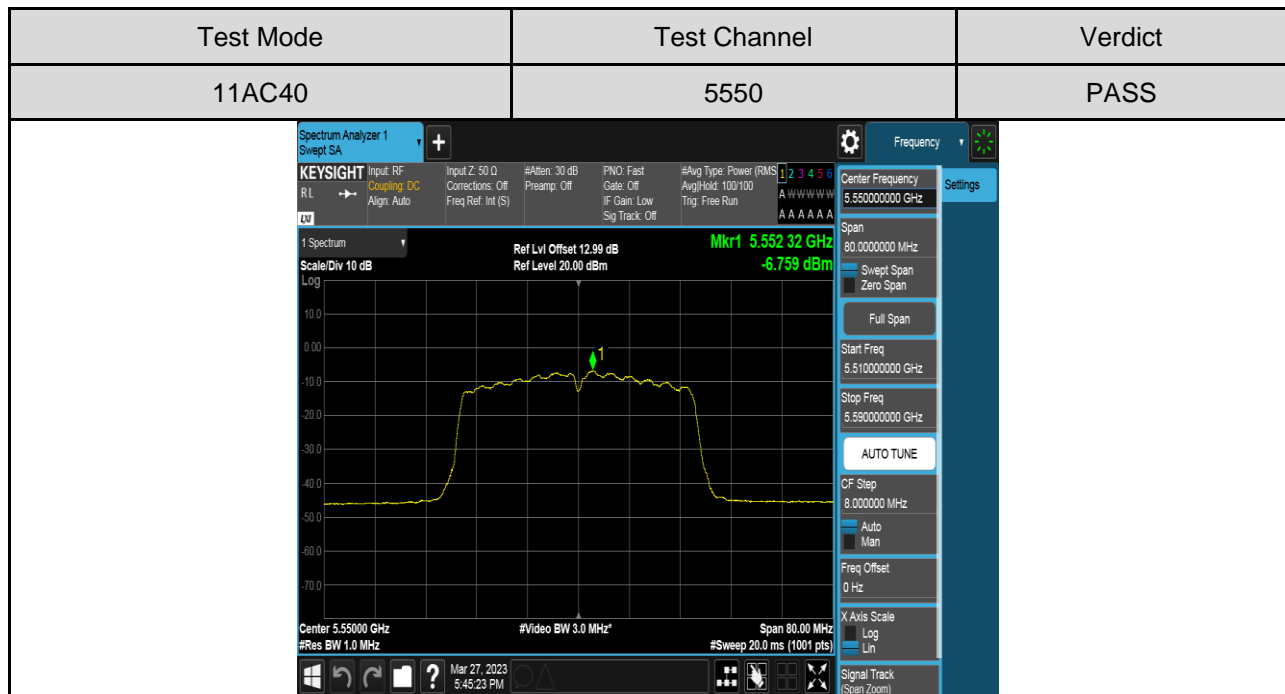 Test Mode Test Channel Verdict
11AC40 5550 PASS
Spectrum Analyzer 1
Swept SA
+
Frequency
KEYSIGHT Input: RF Input Z: 50 Ω #Atten: 30 dB PNO: Fast #Avg Type: Power (RMS 1 2 3 4 5 6
RL Coupling: DC Corrections: Off Preamp: Off Gate: Off Avg|Hold: 100/100 A W W W W W
Align: Auto Freq Ref: Int (S) IF Gain: Low Trig: Free Run
LXI Sig Track: Off A A A A A A
Center Frequency
5.550000000 GHz
Settings
1 Spectrum Ref Lvl Offset 12.99 dB Mkr1 5.552 32 GHz
Scale/Div 10 dB Ref Level 20.00 dBm -6.759 dBm
Log
10.0
0.00
-10.0
-20.0
-30.0
-40.0
-50.0
-60.0
-70.0
1
Center 5.55000 GHz #Video BW 3.0 MHz* Span 80.00 MHz
#Res BW 1.0 MHz #Sweep 20.0 ms (1001 pts)
Span
80.0000000 MHz
Swept Span
Zero Span
Full Span
Start Freq
5.510000000 GHz
Stop Freq
5.590000000 GHz
AUTO TUNE
CF Step
8.000000 MHz
Auto
Man
Freq Offset
0 Hz
X Axis Scale
Log
Lin
Signal Track
(Span Zoom)
? Mar 27, 2023
5:45:23 PM